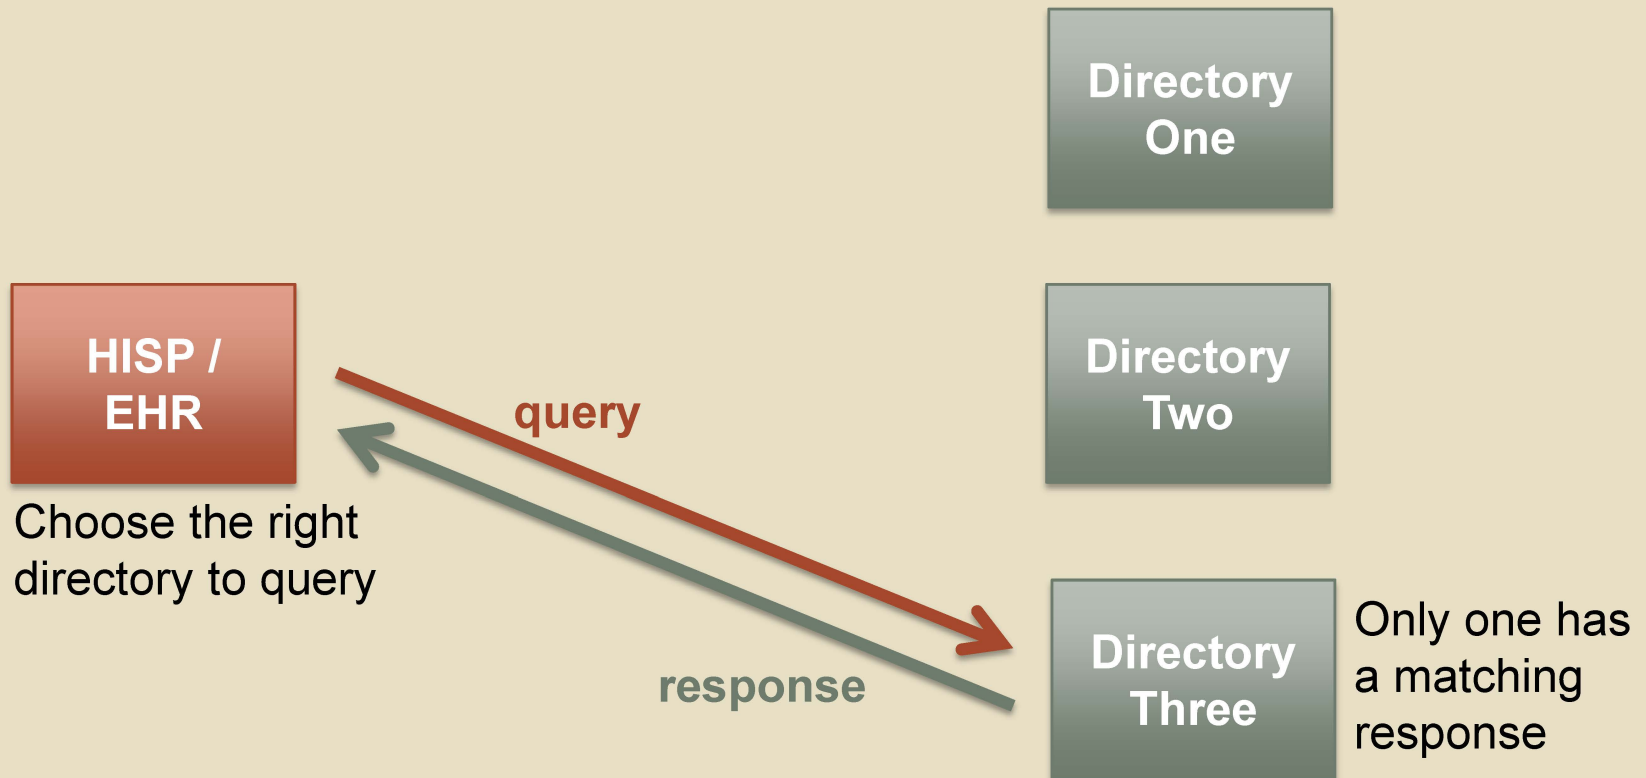 Directory
One
HISP /
EHR
Choose the right
directory to query
query
Directory
Two
response
Directory
Three
Only one has
a matching
response